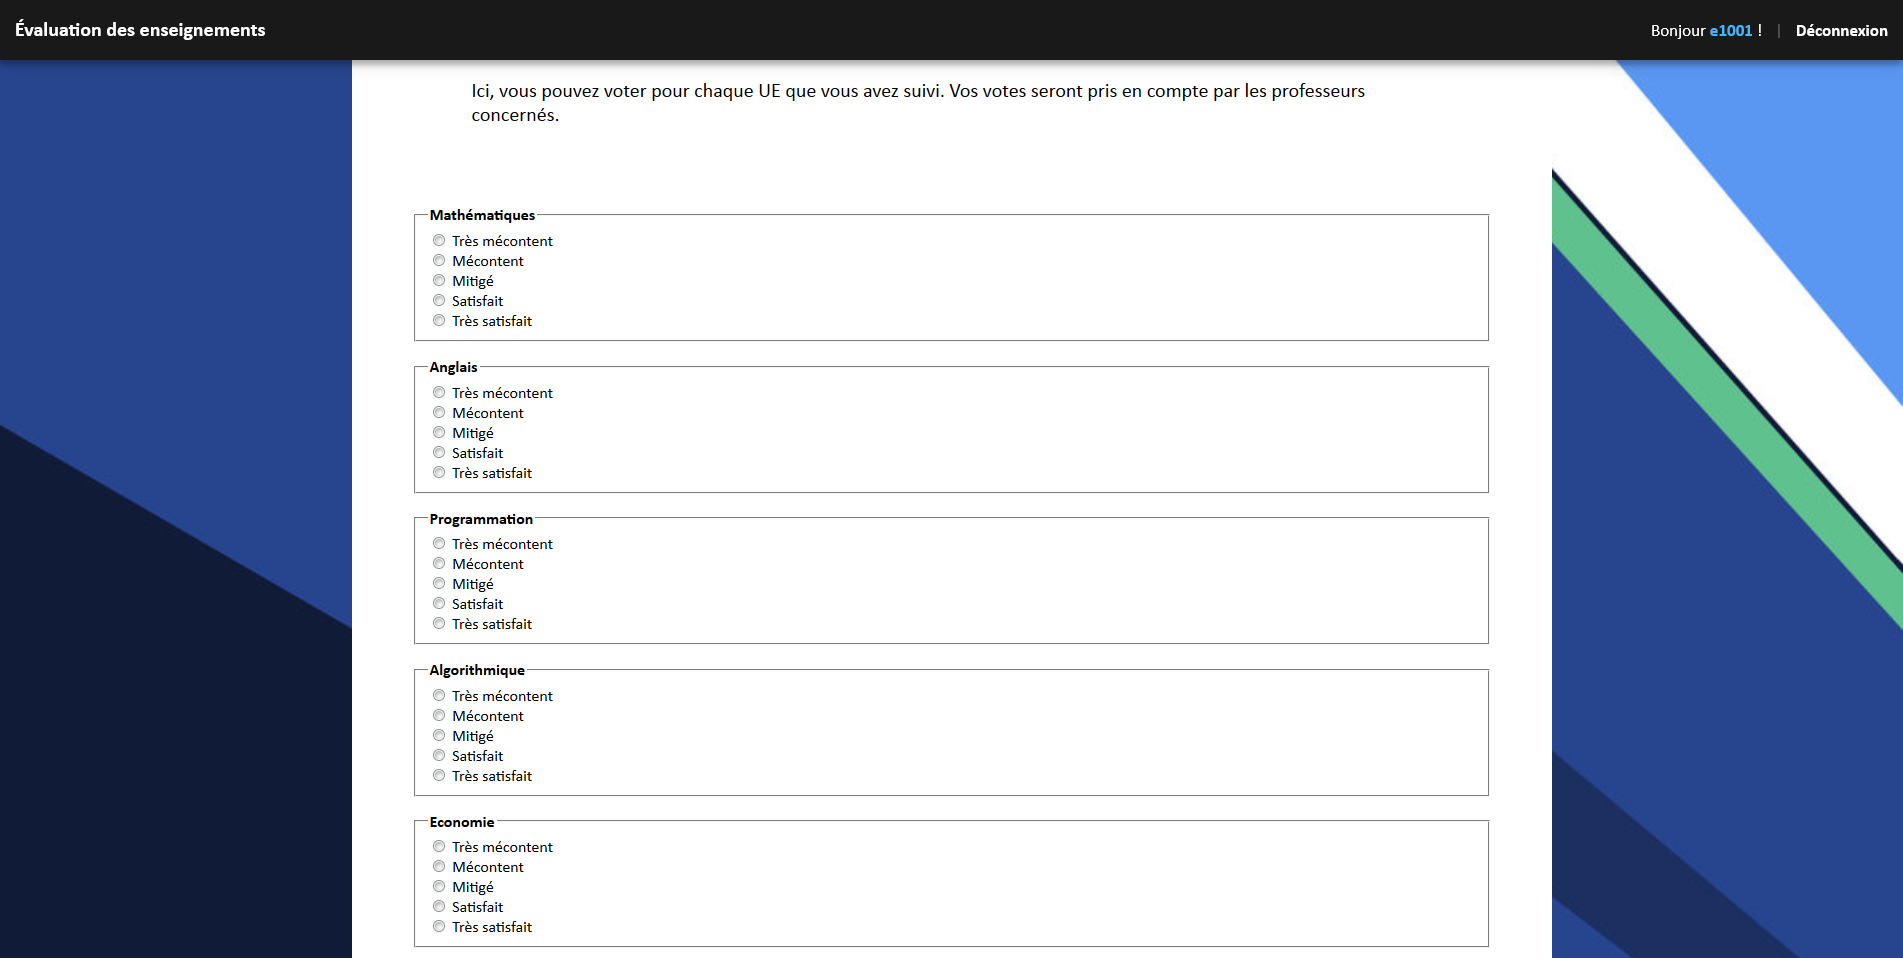 Évaluation des enseignements
Bonjour e1001 ! | Déconnexion
Ici, vous pouvez voter pour chaque UE que vous avez suivi. Vos votes seront pris en compte par les professeurs
concernés.
Mathématiques
Très mécontent
Mécontent
Mitigé
Satisfait
Très satisfait
Anglais
Très mécontent
Mécontent
Mitigé
Satisfait
Très satisfait
Programmation
Très mécontent
Mécontent
Mitigé
Satisfait
Très satisfait
Algorithmique
Très mécontent
Mécontent
Mitigé
Satisfait
Très satisfait
Economie
Très mécontent
Mécontent
Mitigé
Satisfait
Très satisfait